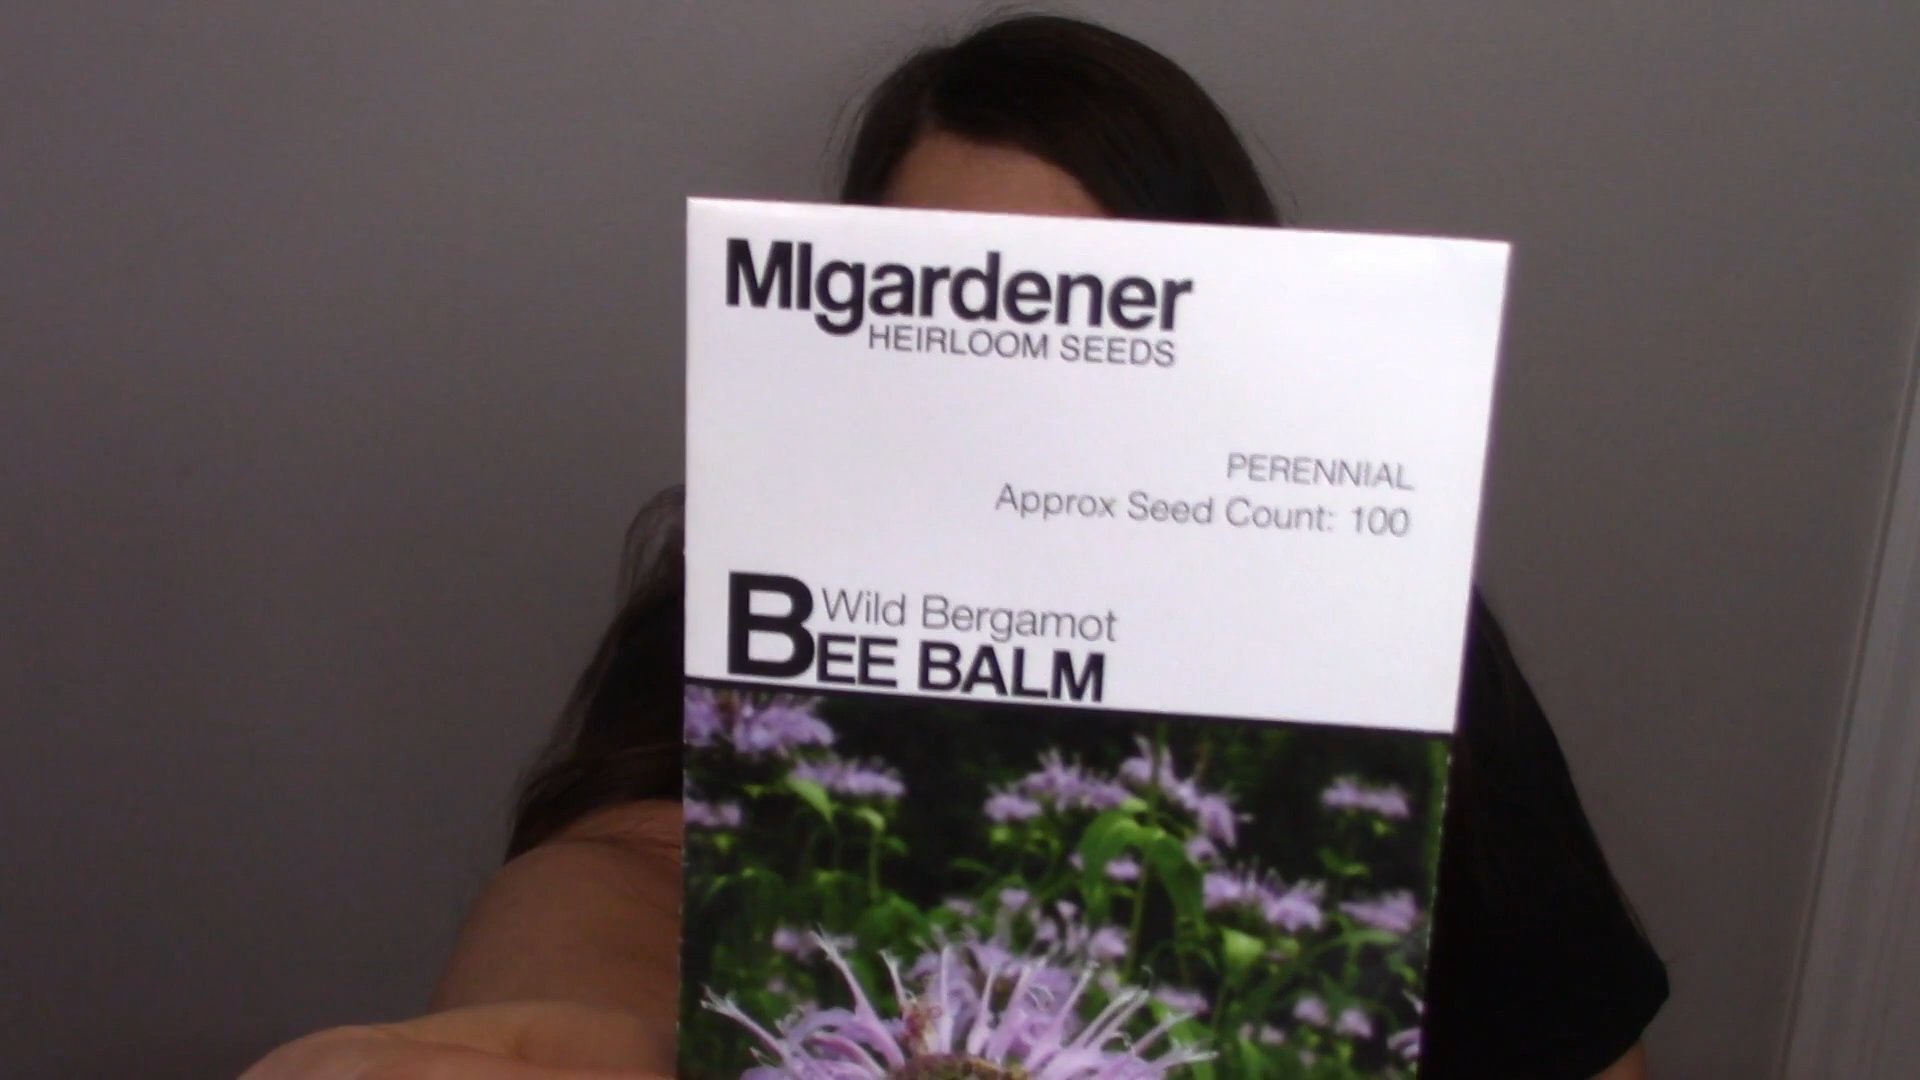 MIgardener
HEIRLOOM SEEDS
PERENNIAL
Approx Seed Count: 100
Wild Bergamot
BEE BALM